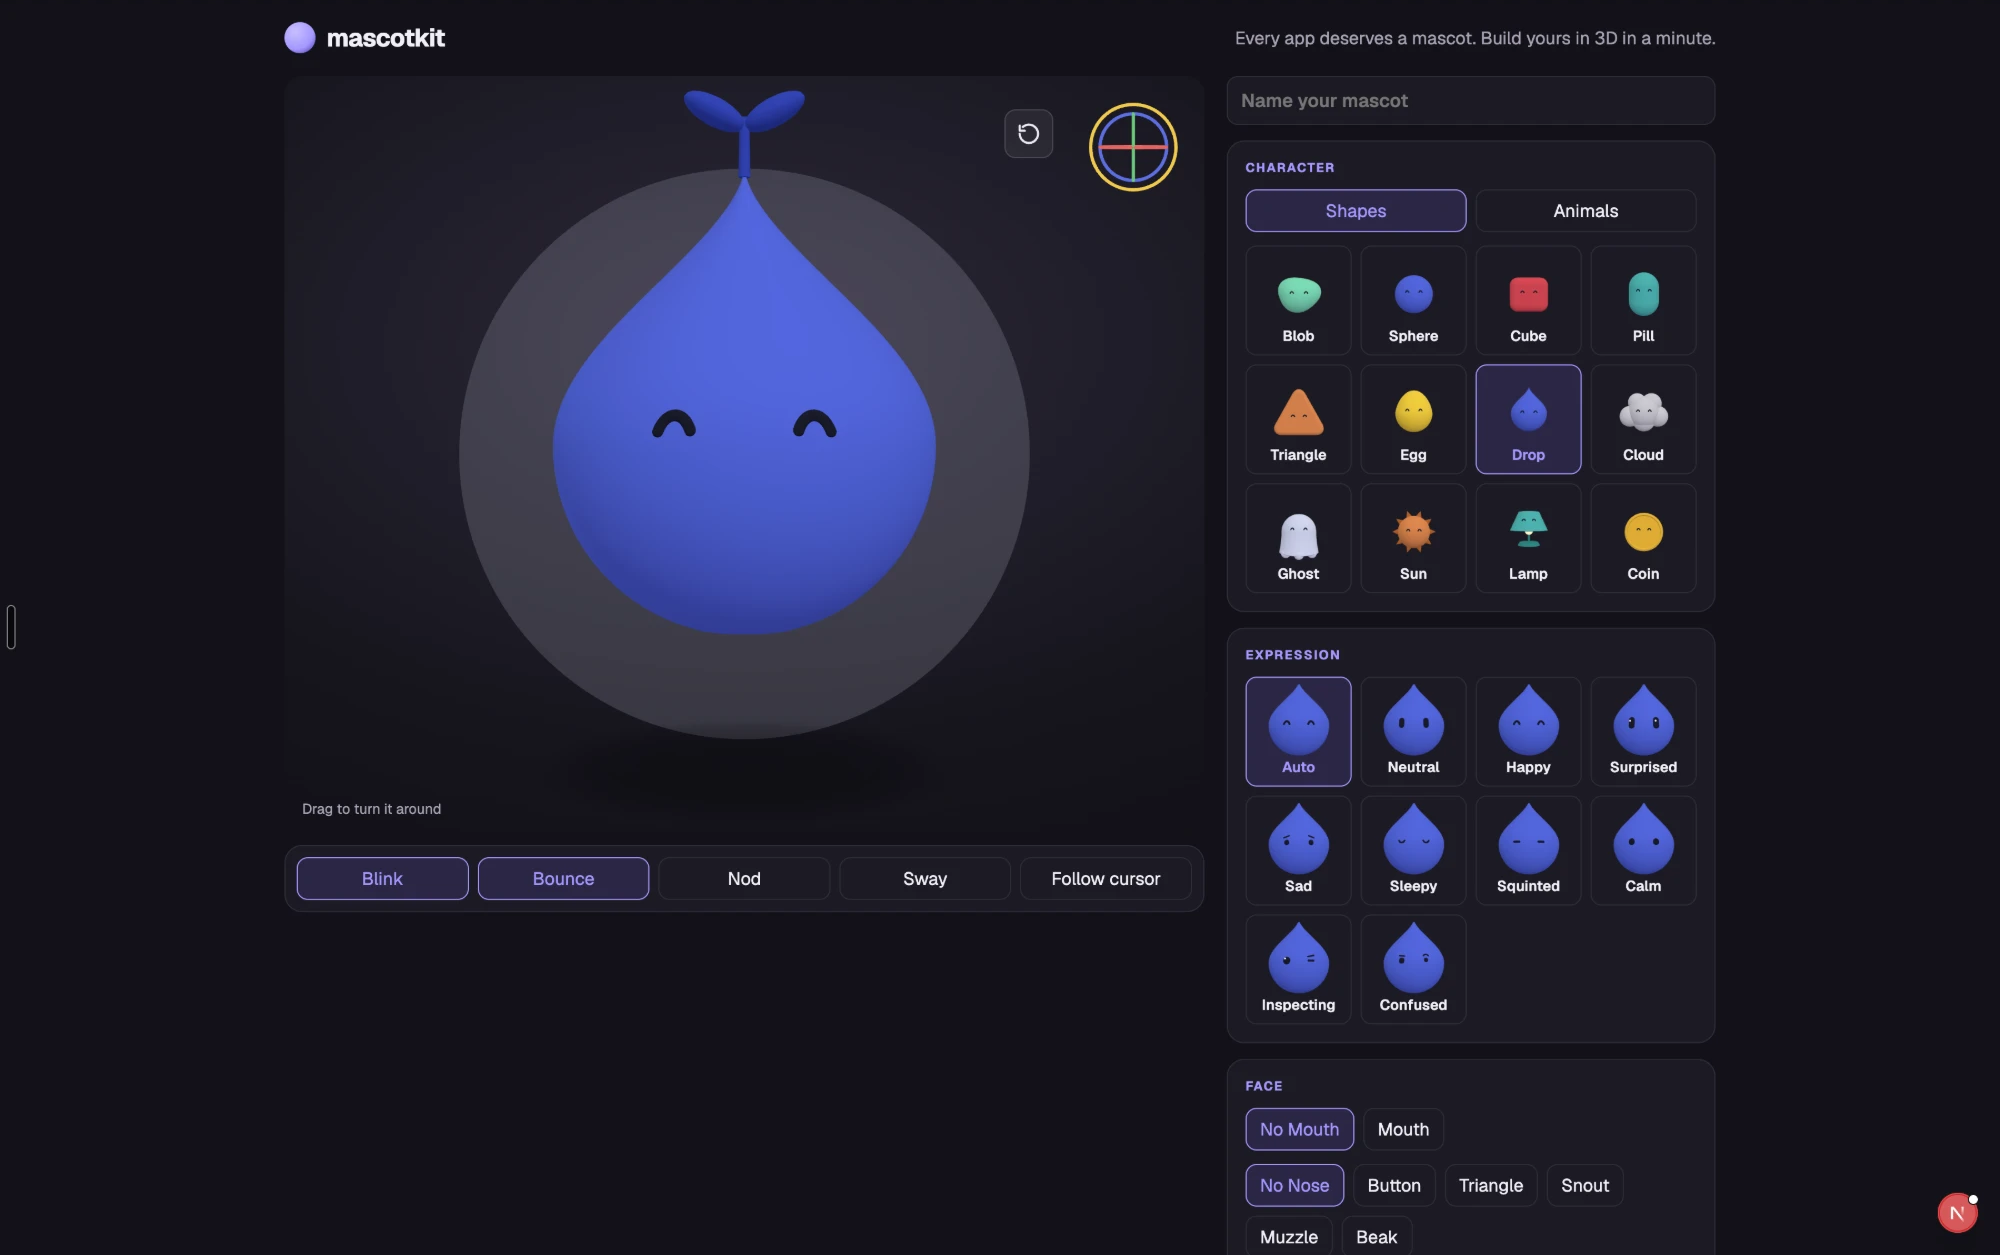 mascotkit
Every app deserves a mascot. Build yours in 3D in a minute.
Name your mascot
CHARACTER
Shapes
Animals
Blob
Sphere
Cube
Pill
Triangle
Egg
Drop
Cloud
Ghost
Sun
Lamp
Coin
Drag to turn it around
Blink
Bounce
Nod
Sway
Follow cursor
EXPRESSION
Auto
Neutral
Happy
Surprised
Sad
Sleepy
Squinted
Calm
Inspecting
Confused
FACE
No Mouth
Mouth
No Nose
Button
Triangle
Snout
Muzzle
Beak
N